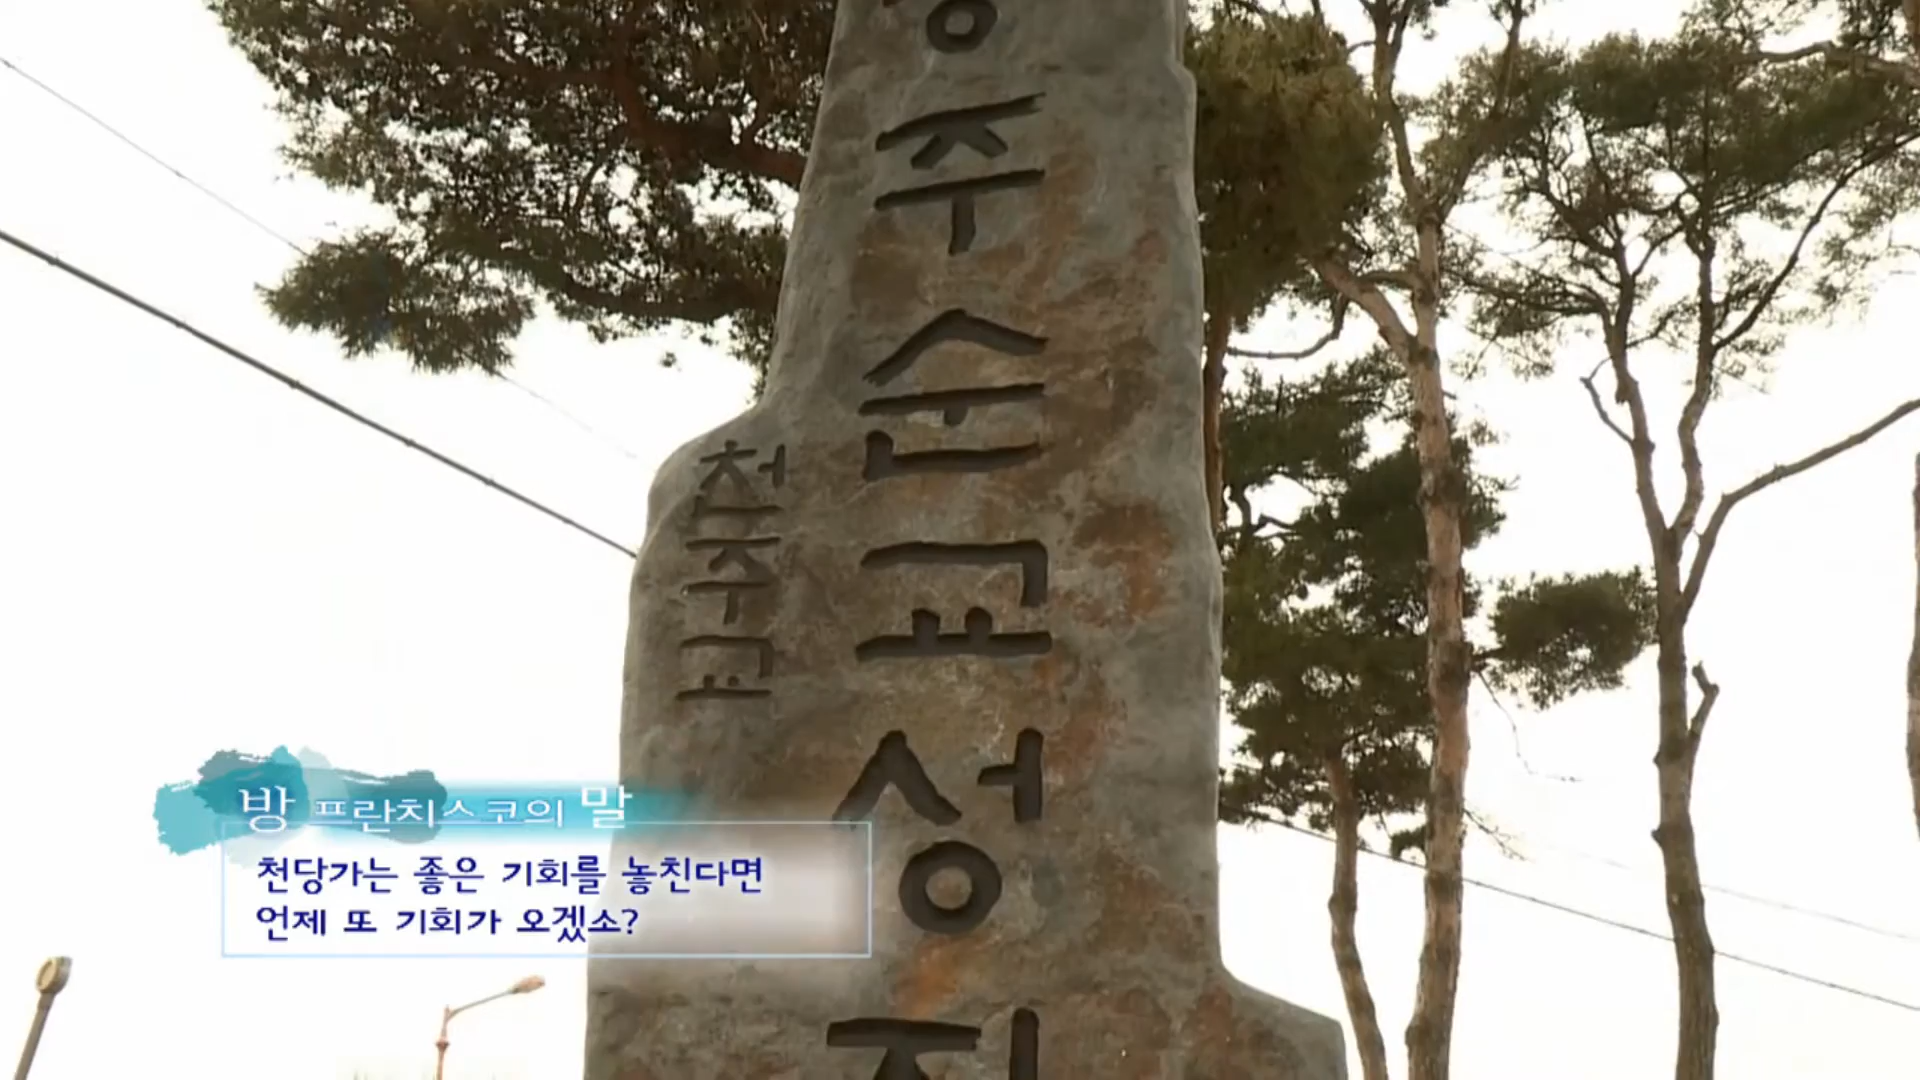 주순교성지
천주교
방 프란치스코의 말
천당가는 좋은 기회를 놓친다면
언제 또 기회가 오겠소?